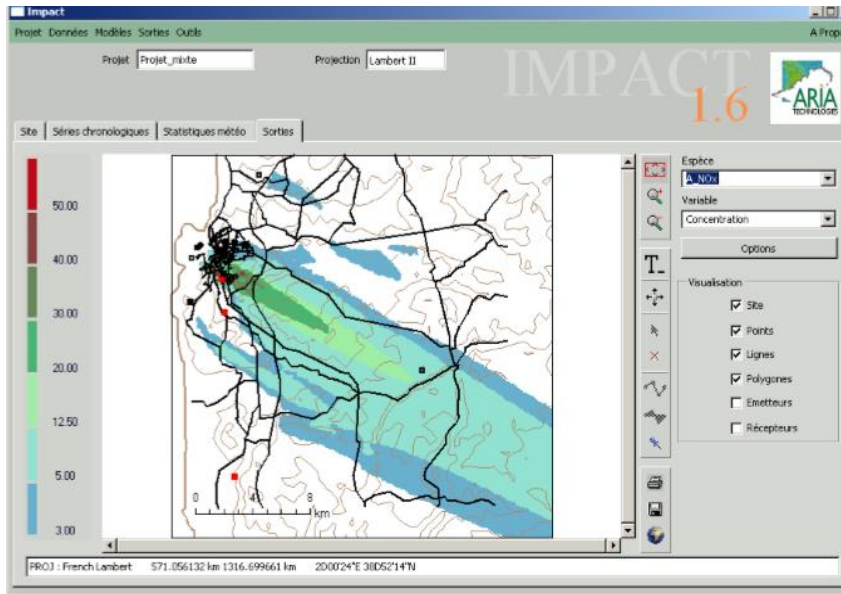 Impact
Projet Données Modèles Sorties Outils
A Prop
Projet Projet_mixte
Projection Lambert II
IMPACT
1.6
ARIA
TECHNOLOGIES
Site Séries chronologiques Statistiques météo Sorties
50.00
40.00
30.00
20.00
12.50
5.00
3.00
0 4 8
km
T_
Espèce
A_NOx
Variable
Concentration
Options
Visualisation
Site
Points
Lignes
Polygones
Emetteurs
Récepteurs
PROJ : French Lambert 571.056132 km 1316.699661 km 2D00'24"E 38D52'14"N